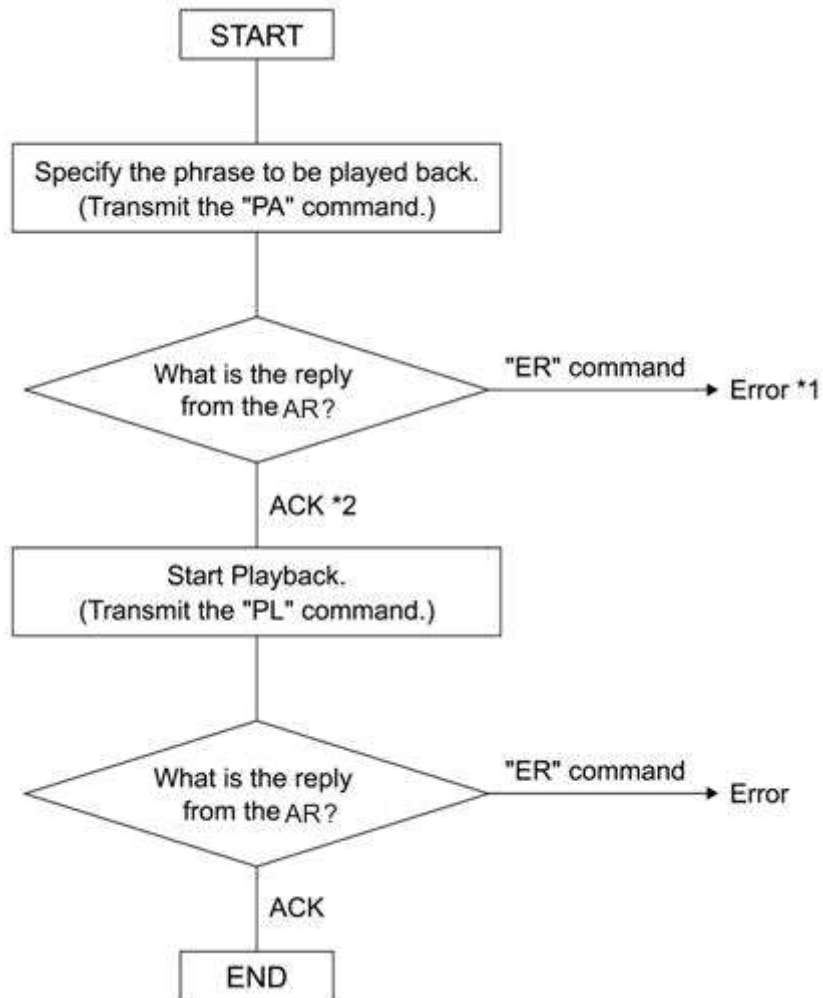 START
Specify the phrase to be played back.
(Transmit the "PA" command.)
What is the reply
from the AR?
"ER" command
Error *1
ACK *2
Start Playback.
(Transmit the "PL" command.)
What is the reply
from the AR?
"ER" command
Error
ACK
END